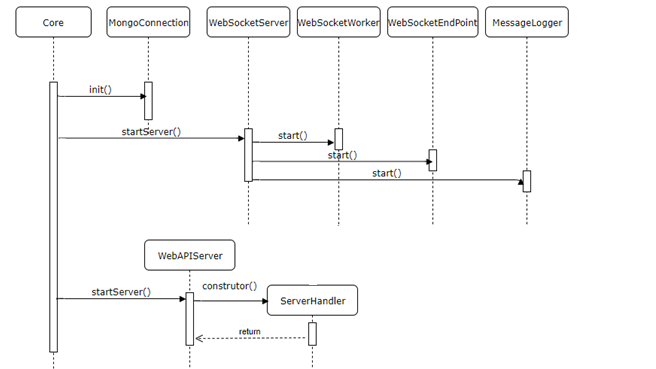 Core
MongoConnection
WebSocketServer
WebSocketWorker
WebSocketEndPoint
MessageLogger
init()
startServer()
start()
start()
start()
WebAPIServer
startServer()
construtor()
ServerHandler
return